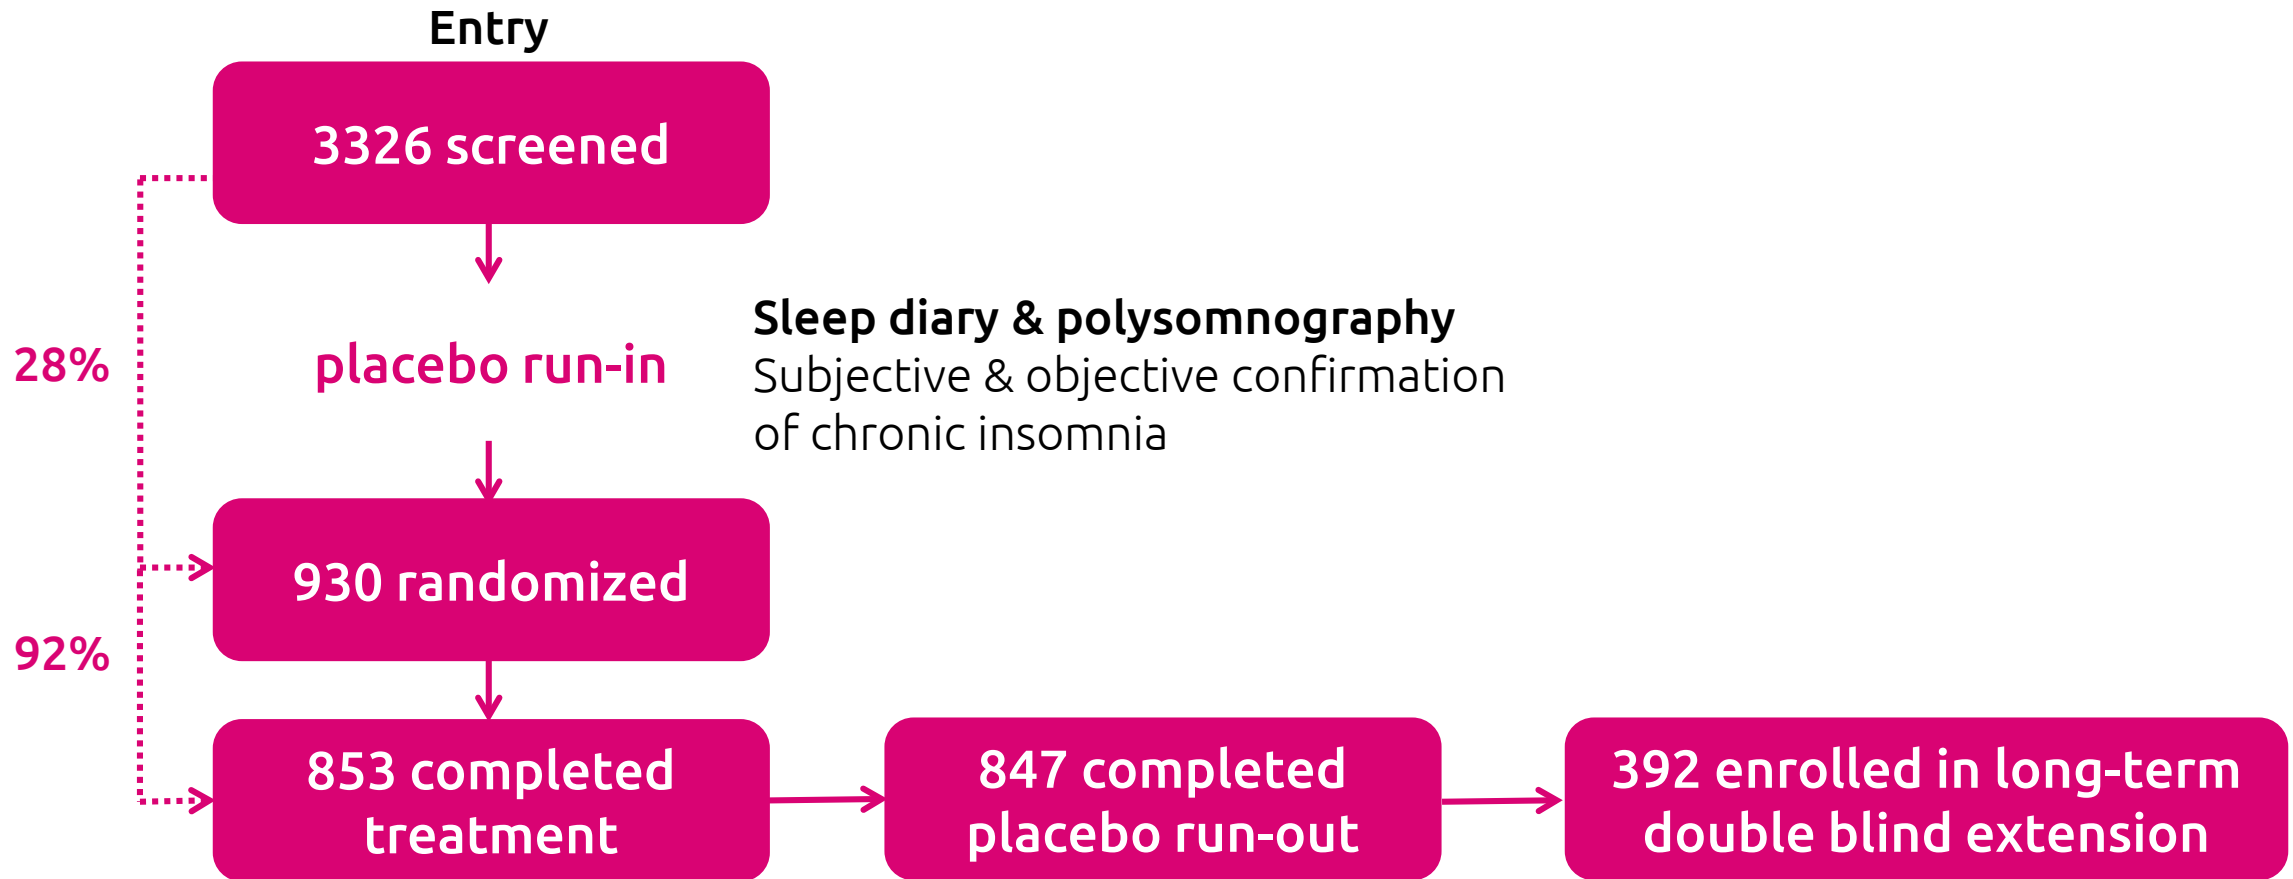 Entry
3326 screened
28%
placebo run-in
Sleep diary & polysomnography
Subjective & objective confirmation
of chronic insomnia
930 randomized
92%
853 completed
treatment
847 completed
placebo run-out
392 enrolled in long-term
double blind extension